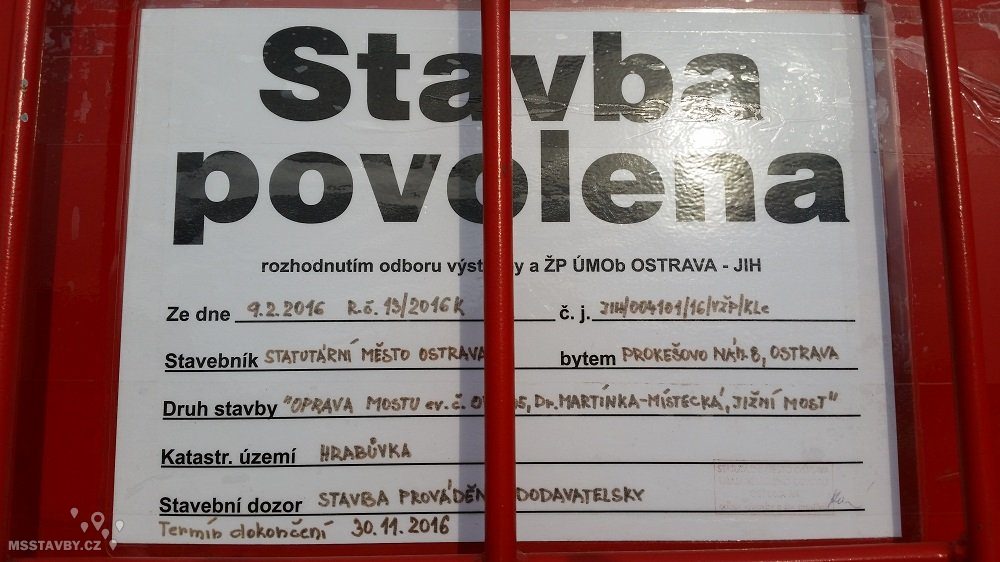 Stavba
povolena
rozhodnutím odboru výstavby a ŽP ÚMOb OSTRAVA - JIH
Ze dne 9.2.2016 R.č. 13/2016 K č. j. JIH/004101/16/VŽP/KLe
Stavebník STATUTÁRNÍ MĚSTO OSTRAVA bytem PROKEŠOVO NÁM. 8, OSTRAVA
Druh stavby "OPRAVA MOSTU ev.č. Dr. MARTÍNKA-MÍSTECKÁ, JIŽNÍ MOST"
Katastr. území HRABŮVKA
Stavební dozor STAVBA PROVÁDĚN DODAVATELSKY
Termín dokončení 30.11.2016
MSSTAVBY.CZ